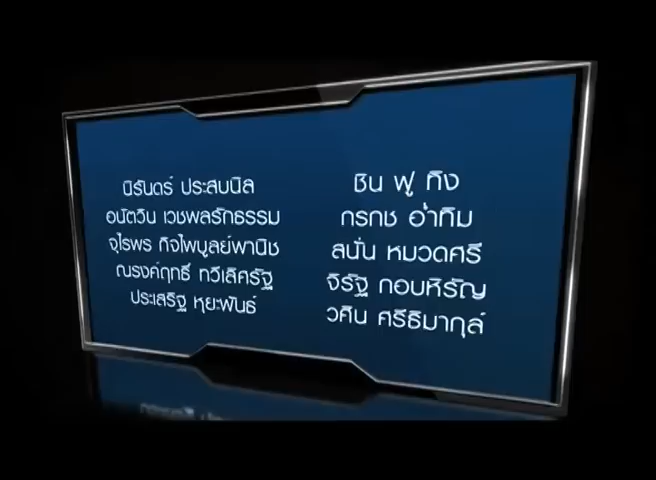 นิรันดร์ ประสบนิล
อนัตวิน เวชพลรักธรรม
จุไรพร กิจไพบูลย์พานิช
ณรงค์ฤทธิ์ ทวีเลิศรัฐ
ประเสริฐ หุยะพันธ์
ชิน ฟู กิง
กรกช อ่ำทิม
สนั่น หมวดศรี
จิรัฐ กอบหิรัญ
วศิน ศรีธิมากุล์